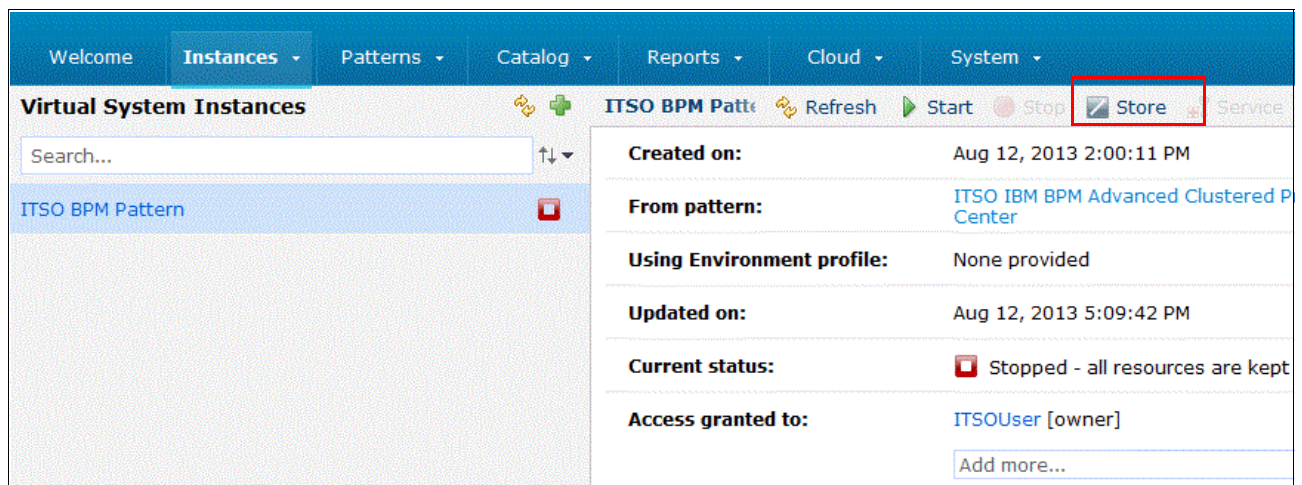 Welcome Instances Patterns Catalog Reports Cloud System
Virtual System Instances
ITSO BPM Patt Refresh Start Stop Store Service
Search...
ITSO BPM Pattern
Created on: Aug 12, 2013 2:00:11 PM
From pattern: ITSO IBM BPM Advanced Clustered P
Center
Using Environment profile: None provided
Updated on: Aug 12, 2013 5:09:42 PM
Current status: Stopped - all resources are kept
Access granted to: ITSOUser [owner]
Add more...